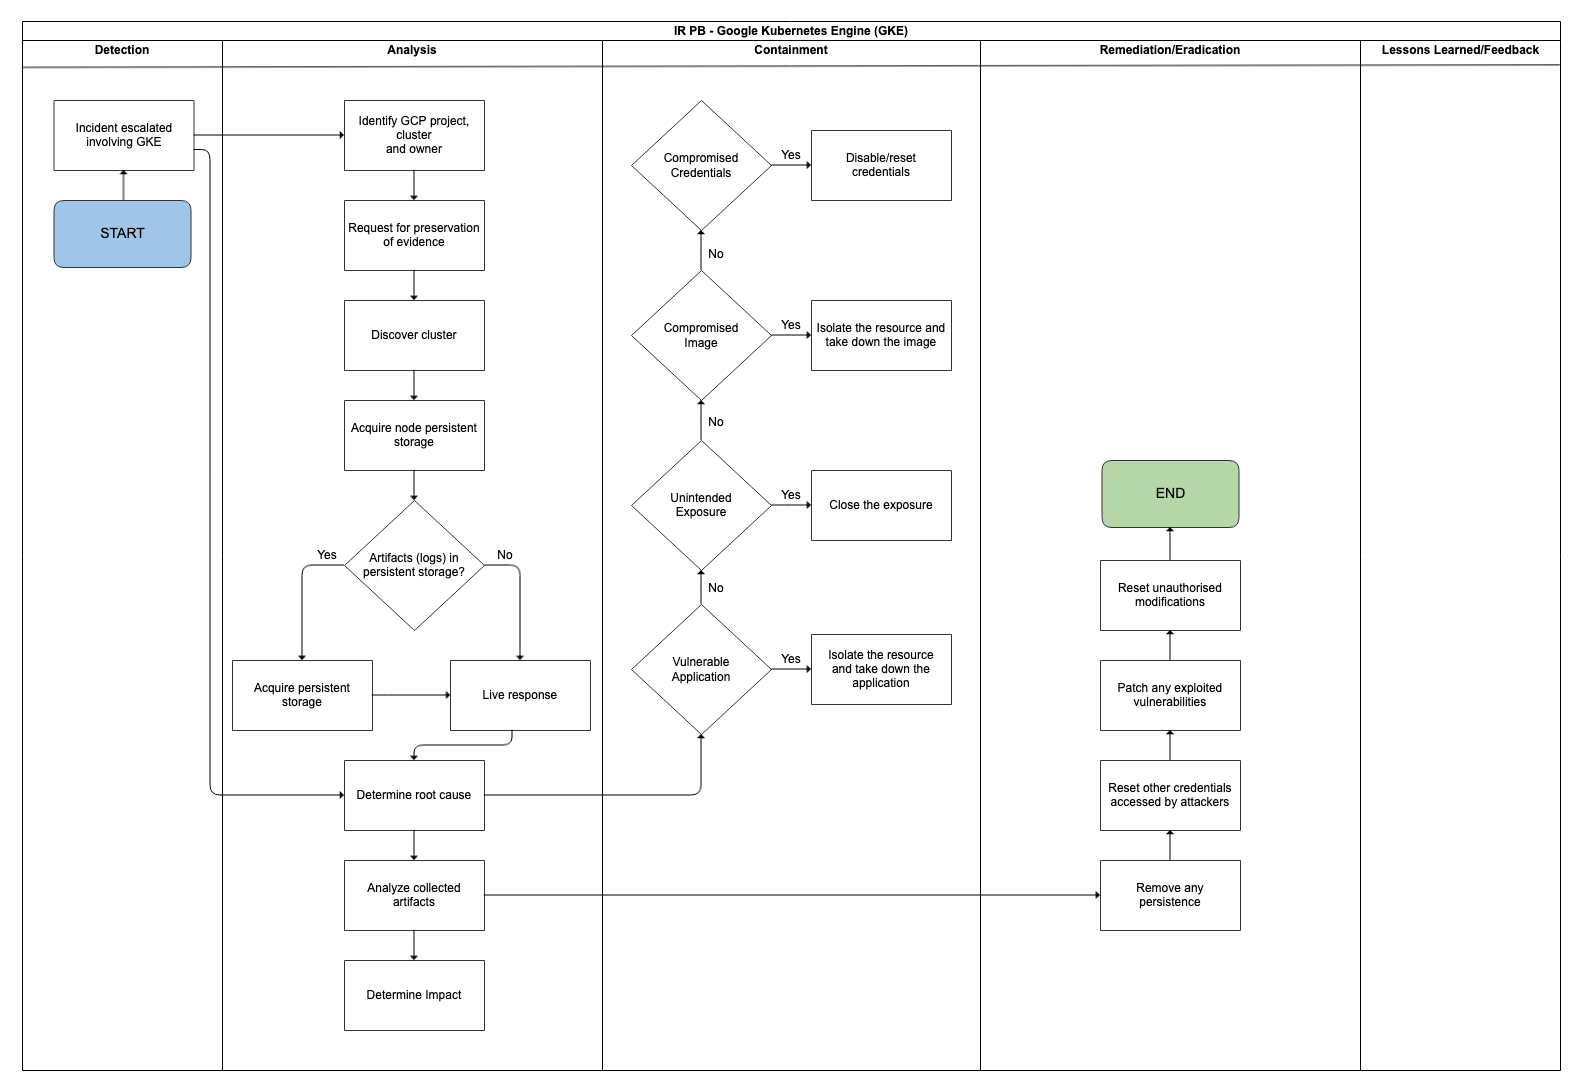 IR PB - Google Kubernetes Engine (GKE)
Detection
Analysis
Containment
Remediation/Eradication
Lessons Learned/Feedback
Incident escalated
involving GKE
START
Identify GCP project,
cluster
and owner
Request for preservation
of evidence
Discover cluster
Acquire node persistent
storage
Artifacts (logs) in
persistent storage?
Yes
No
Acquire persistent
storage
Live response
Determine root cause
Analyze collected
artifacts
Determine Impact
Compromised
Credentials
Yes
Disable/reset
credentials
No
Compromised
Image
Yes
Isolate the resource and
take down the image
No
Unintended
Exposure
Yes
Close the exposure
No
Vulnerable
Application
Yes
Isolate the resource
and take down the
application
END
Reset unauthorised
modifications
Patch any exploited
vulnerabilities
Reset other credentials
accessed by attackers
Remove any
persistence